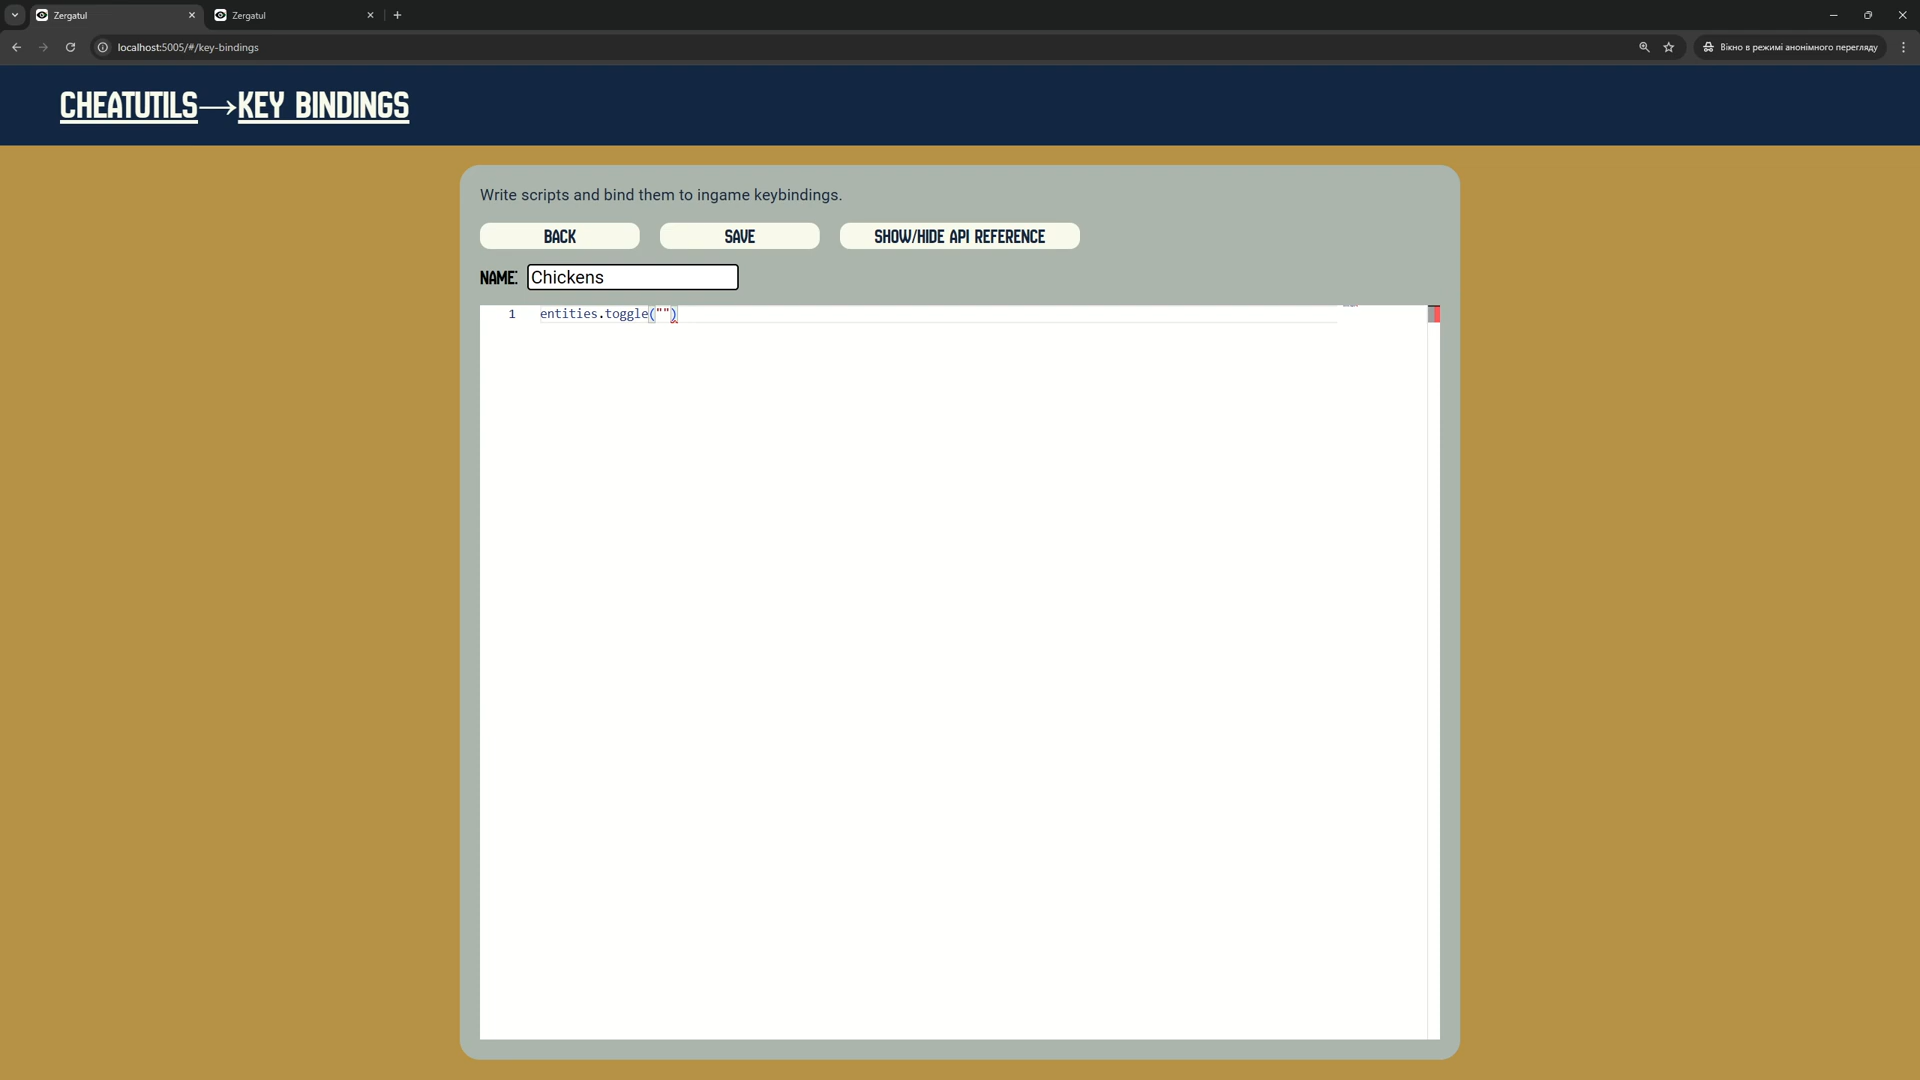 Zergatul
Zergatul
localhost:5005/#/key-bindings
Вікно в режимі анонімного перегляду
CHEATUTILS→KEY BINDINGS
Write scripts and bind them to ingame keybindings.
BACK
SAVE
SHOW/HIDE API REFERENCE
NAME: Chickens
1 entities.toggle("")